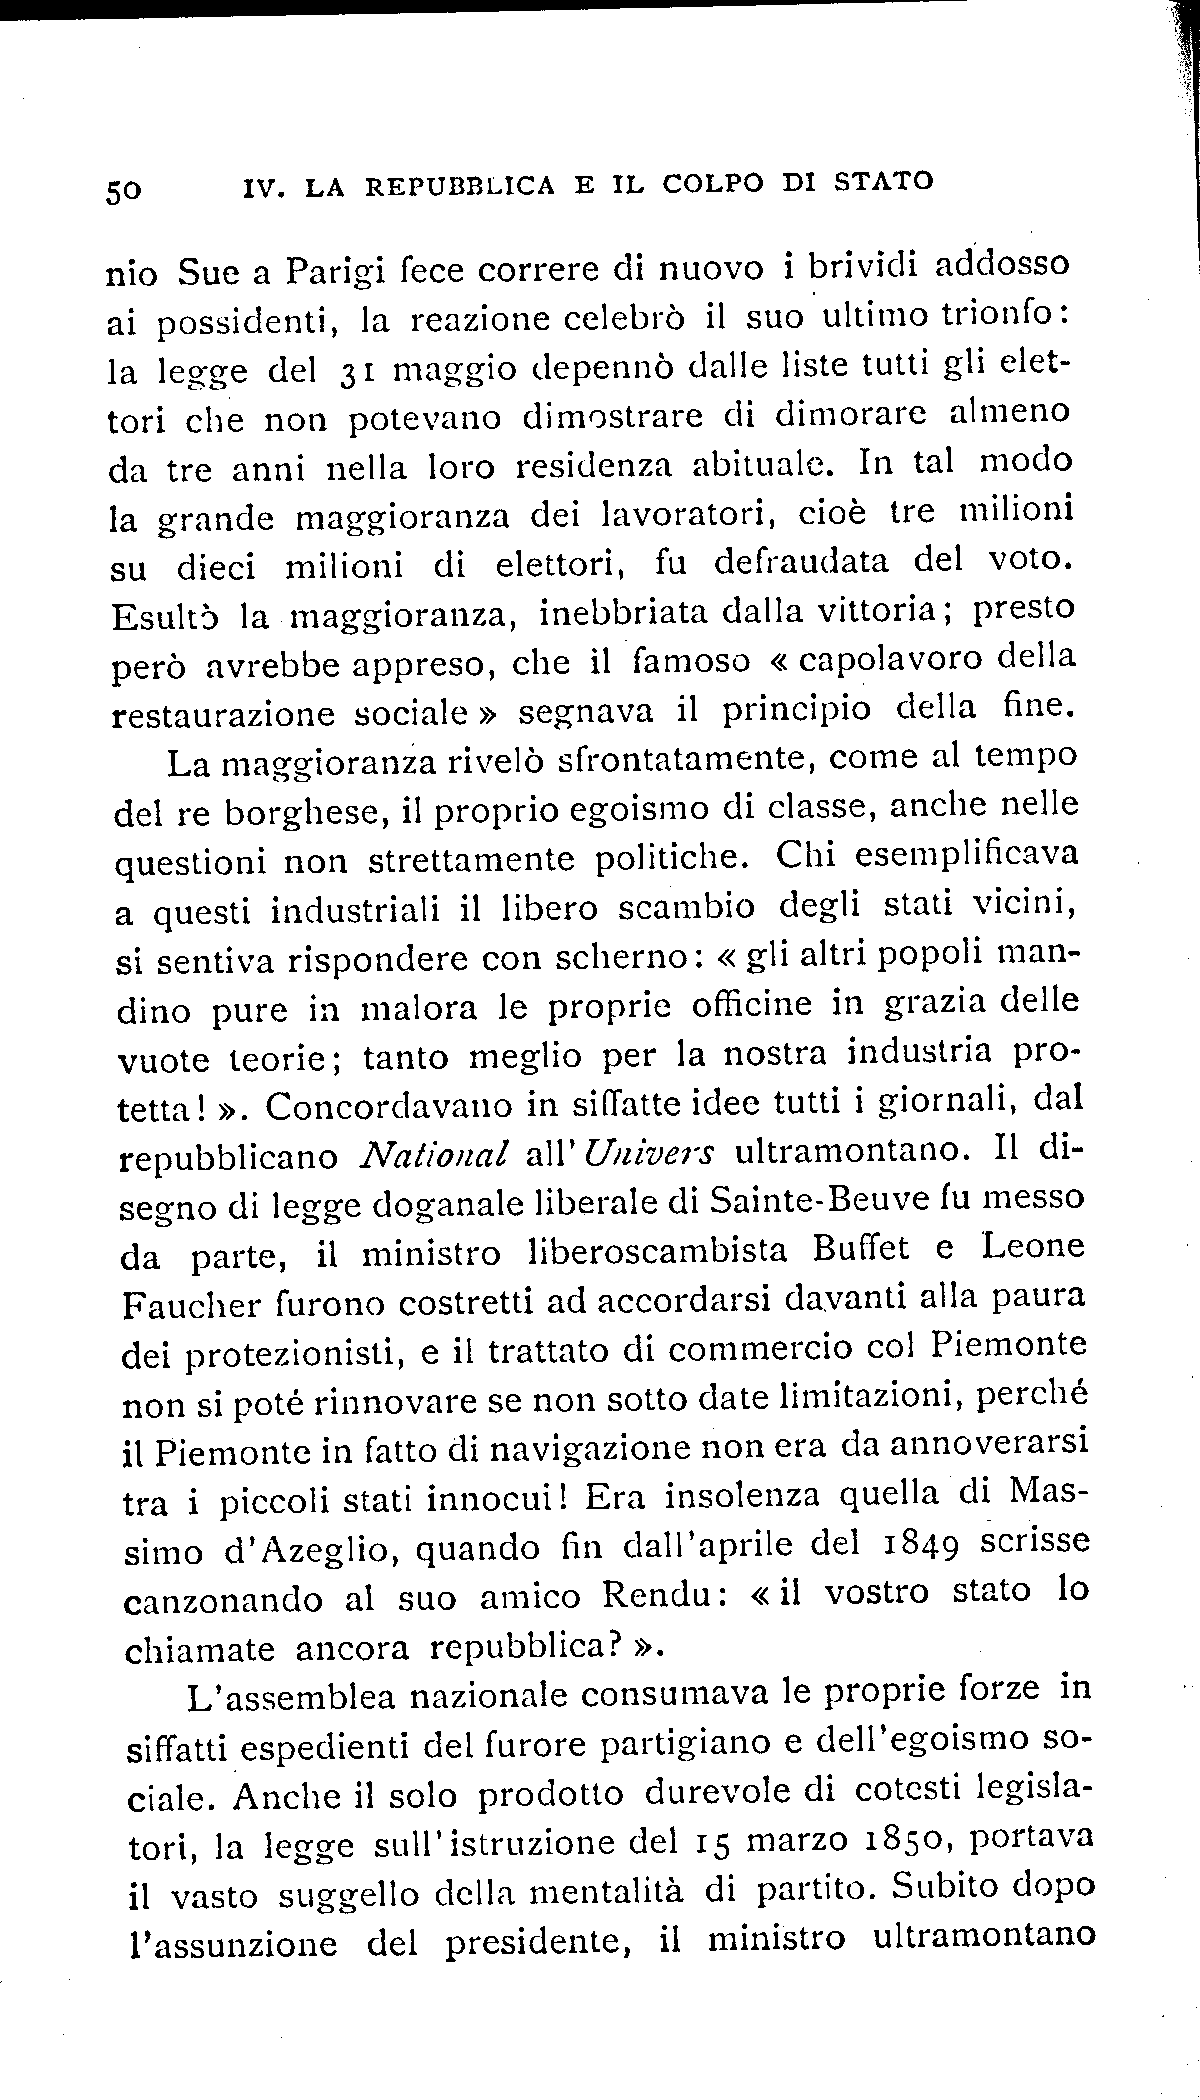 50 IV. LA REPUBBLICA E IL COLPO DI STATO
nio Sue a Parigi fece correre di nuovo i brividi addosso
ai possidenti, la reazione celebrò il suo ultimo trionfo:
la legge del 31 maggio depennò dalle liste tutti gli elet-
tori che non potevano dimostrare di dimorare almeno
da tre anni nella loro residenza abituale. In tal modo
la grande maggioranza dei lavoratori, cioè tre milioni
su dieci milioni di elettori, fu defraudata del voto.
Esultò la maggioranza, inebbriata dalla vittoria; presto
però avrebbe appreso, che il famoso « capolavoro della
restaurazione sociale » segnava il principio della fine.
La maggioranza rivelò sfrontatamente, come al tempo
del re borghese, il proprio egoismo di classe, anche nelle
questioni non strettamente politiche. Chi esemplificava
a questi industriali il libero scambio degli stati vicini,
si sentiva rispondere con scherno: « gli altri popoli man-
dino pure in malora le proprie officine in grazia delle
vuote teorie; tanto meglio per la nostra industria pro-
tetta! ». Concordavano in siffatte idee tutti i giornali, dal
repubblicano National all' Univers ultramontano. Il di-
segno di legge doganale liberale di Sainte-Beuve fu messo
da parte, il ministro liberoscambista Buffet e Leone
Faucher furono costretti ad accordarsi davanti alla paura
dei protezionisti, e il trattato di commercio col Piemonte
non si poté rinnovare se non sotto date limitazioni, perché
il Piemonte in fatto di navigazione non era da annoverarsi
tra i piccoli stati innocui! Era insolenza quella di Mas-
simo d'Azeglio, quando fin dall'aprile del 1849 scrisse
canzonando al suo amico Rendu: « il vostro stato lo
chiamate ancora repubblica? ».
L'assemblea nazionale consumava le proprie forze in
siffatti espedienti del furore partigiano e dell'egoismo so-
ciale. Anche il solo prodotto durevole di cotesti legisla-
tori, la legge sull'istruzione del 15 marzo 1850, portava
il vasto suggello della mentalità di partito. Subito dopo
l'assunzione del presidente, il ministro ultramontano